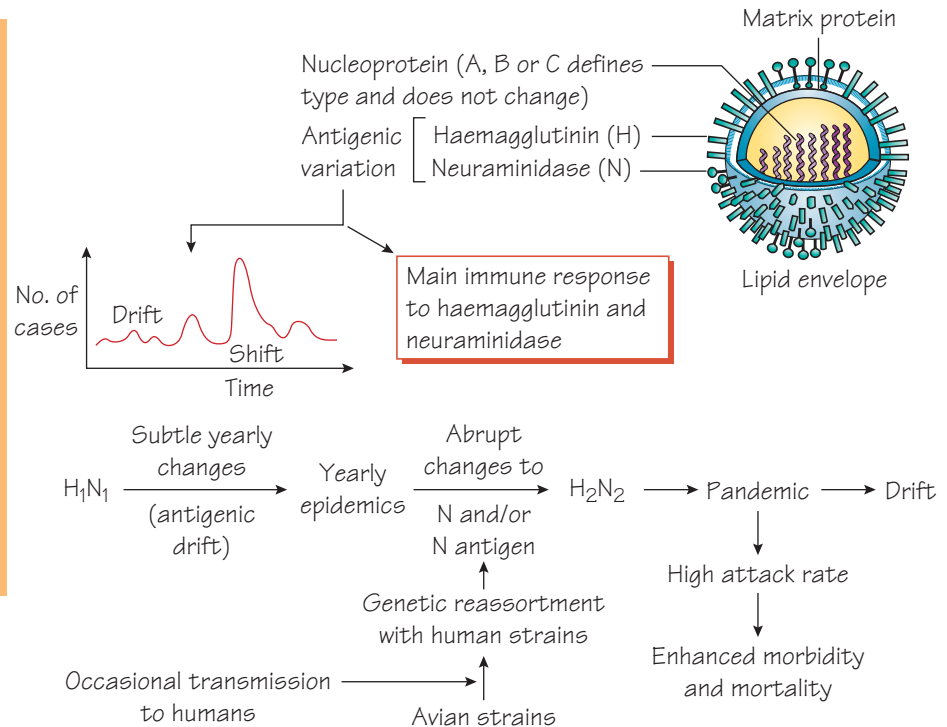 Matrix protein
Nucleoprotein (A, B or C defines
type and does not change)
Antigenic
variation
Haemagglutinin (H)
Neuraminidase (N)
Lipid envelope
No. of
cases
Drift
Shift
Time
Main immune response
to haemagglutinin and
neuraminidase
H₁N₁
Subtle yearly
changes
(antigenic
drift)
Yearly
epidemics
Abrupt
changes to
N and/or
N antigen
H₂N₂
Pandemic
Drift
High attack rate
Enhanced morbidity
and mortality
Genetic reassortment
with human strains
Occasional transmission
to humans
Avian strains